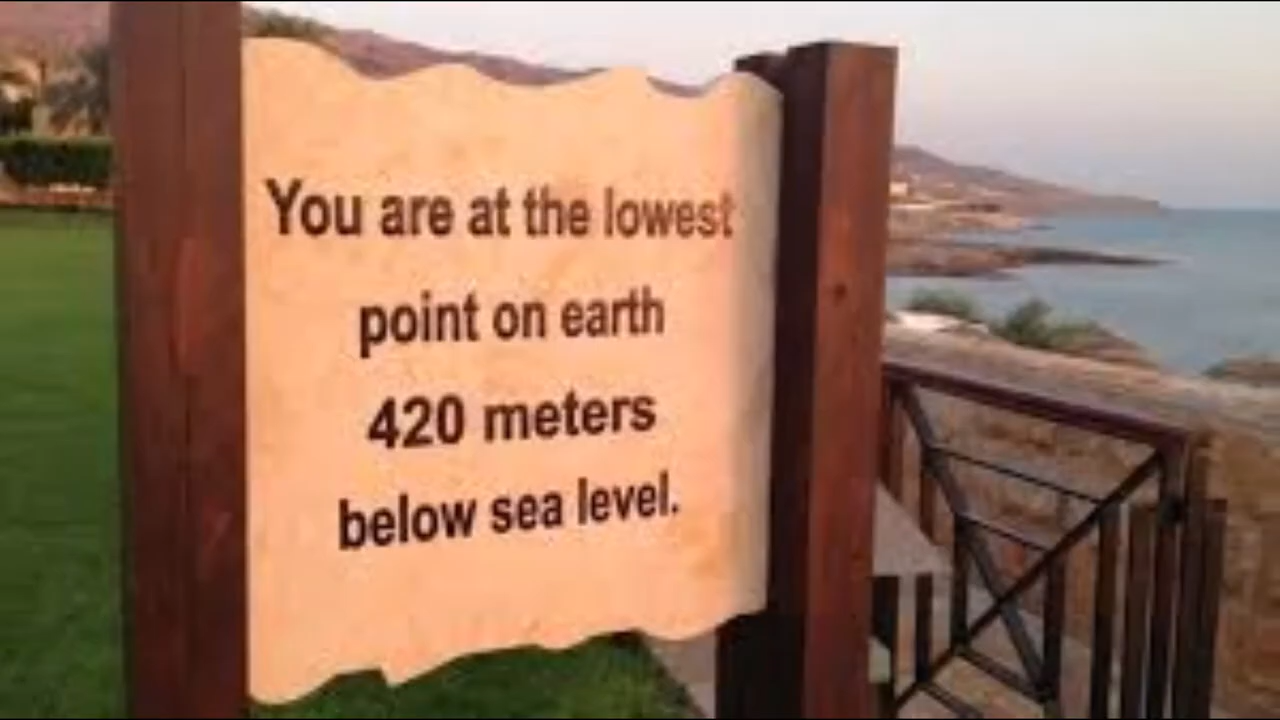 You are at the lowest
point on earth
420 meters
below sea level.